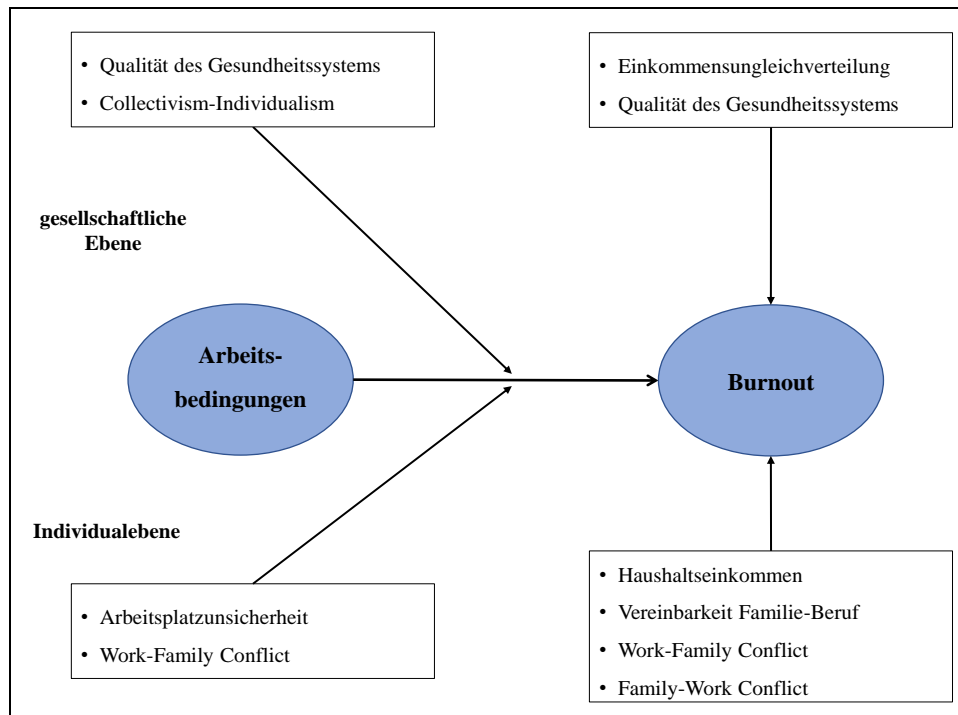 • Qualität des Gesundheitssystems
• Collectivism-Individualism
• Einkommensungleichverteilung
• Qualität des Gesundheitssystems
gesellschaftliche
Ebene
Arbeits-
bedingungen
Burnout
Individualebene
• Arbeitsplatzunsicherheit
• Work-Family Conflict
• Haushaltseinkommen
• Vereinbarkeit Familie-Beruf
• Work-Family Conflict
• Family-Work Conflict